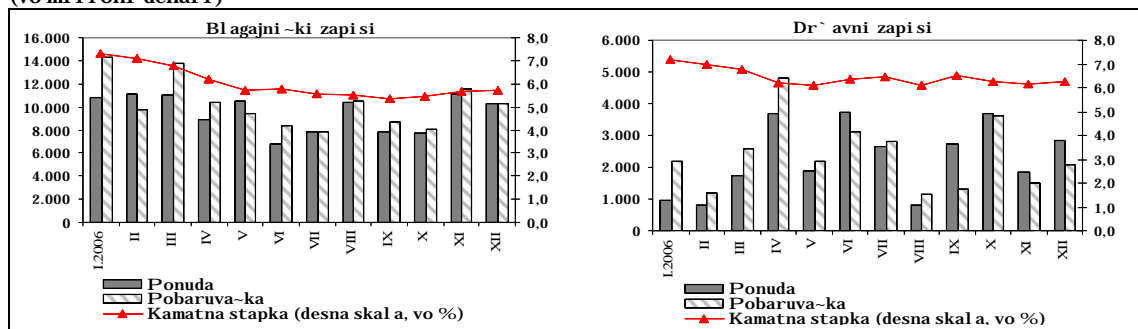 (vo milioni denari)
Blagajni~ki zapisi
16.000
14.000
12.000
10.000
8.000
6.000
4.000
2.000
0
8,0
7,0
6,0
5,0
4,0
3,0
2,0
1,0
0,0
I.2006
II
III
IV
V
VI
VII
VIII
IX
X
XI
XII
Ponuda
Pobaruva~ka
Kamatna stapka (desna skala, vo %)
Dr`avni zapisi
6.000
5.000
4.000
3.000
2.000
1.000
0
8,0
7,0
6,0
5,0
4,0
3,0
2,0
1,0
0,0
I.2006
II
III
IV
V
VI
VII
VIII
IX
X
XI
XII
Ponuda
Pobaruva~ka
Kamatna stapka (desna skala, vo %)